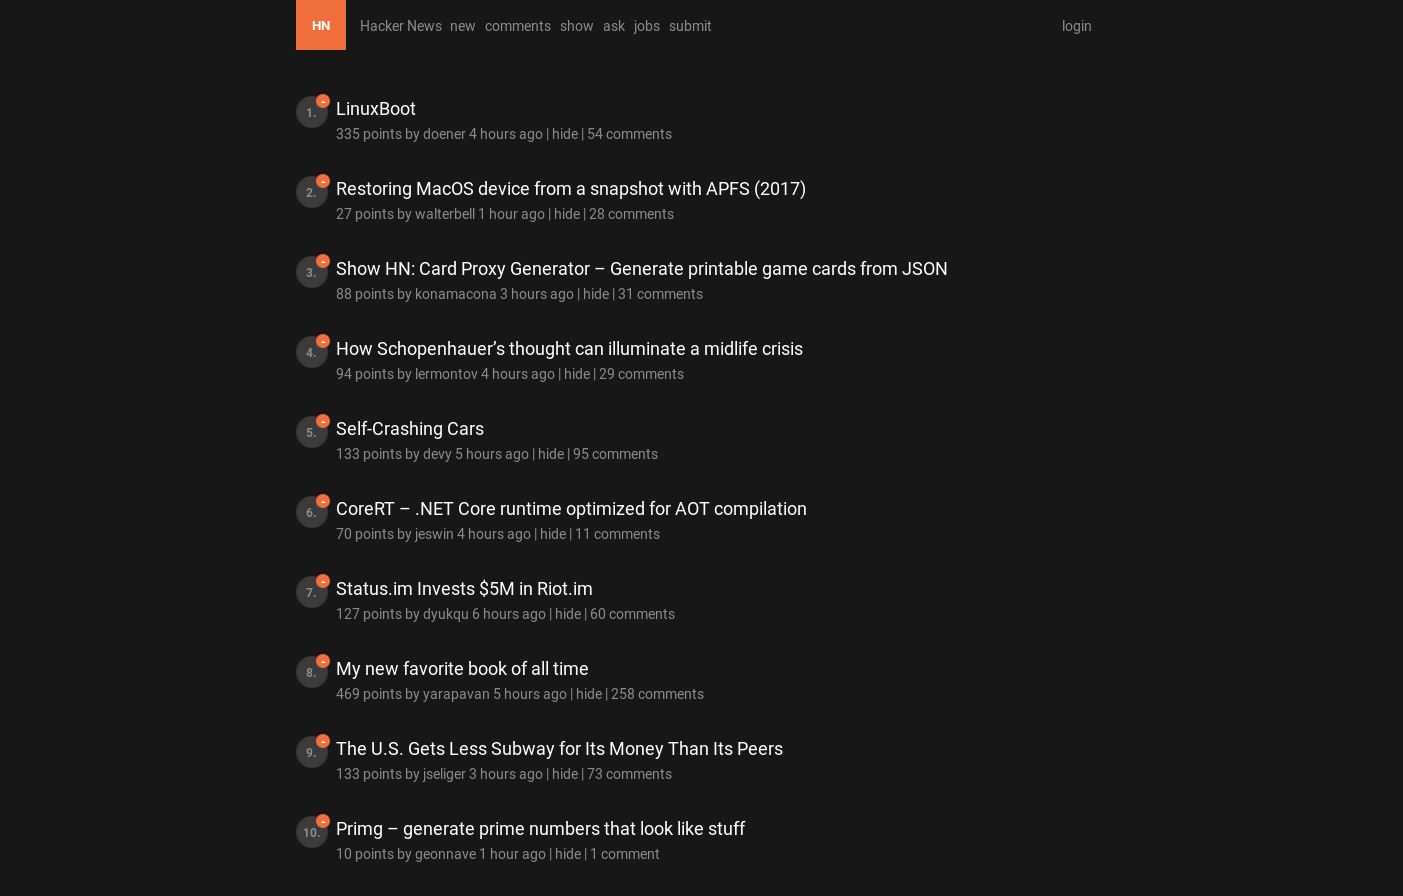 HN Hacker News new comments show ask jobs submit login
1. LinuxBoot
335 points by doener 4 hours ago | hide | 54 comments
2. Restoring MacOS device from a snapshot with APFS (2017)
27 points by walterbell 1 hour ago | hide | 28 comments
3. Show HN: Card Proxy Generator – Generate printable game cards from JSON
88 points by konamacona 3 hours ago | hide | 31 comments
4. How Schopenhauer’s thought can illuminate a midlife crisis
94 points by lermontov 4 hours ago | hide | 29 comments
5. Self-Crashing Cars
133 points by devy 5 hours ago | hide | 95 comments
6. CoreRT – .NET Core runtime optimized for AOT compilation
70 points by jeswin 4 hours ago | hide | 11 comments
7. Status.im Invests $5M in Riot.im
127 points by dyukqu 6 hours ago | hide | 60 comments
8. My new favorite book of all time
469 points by yarapavan 5 hours ago | hide | 258 comments
9. The U.S. Gets Less Subway for Its Money Than Its Peers
133 points by jseliger 3 hours ago | hide | 73 comments
10. Primg – generate prime numbers that look like stuff
10 points by geonnave 1 hour ago | hide | 1 comment